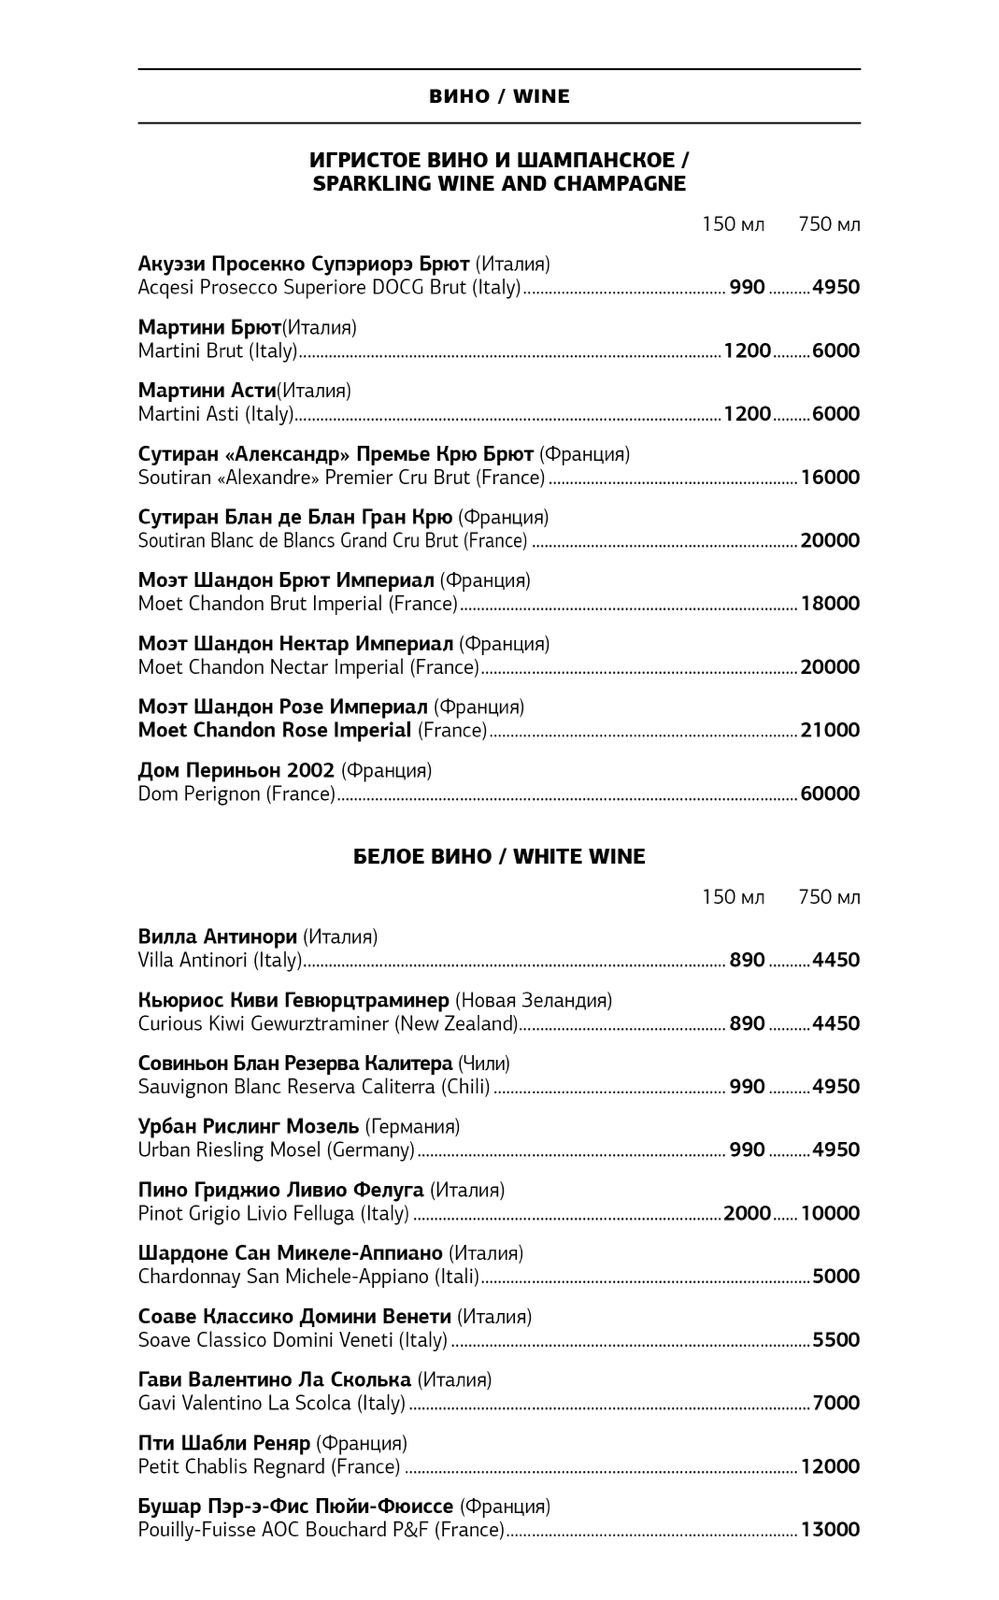 ВИНО / WINE
ИГРИСТОЕ ВИНО И ШАМПАНСКОЕ /
SPARKLING WINE AND CHAMPAGNE
150 мл 750 мл
Акуэзи Просекко Супэриорэ Брют (Италия)
Acqesi Prosecco Superiore DOCG Brut (Italy)..........990..........4950
Мартини Брют(Италия)
Martini Brut (Italy)..........1200.........6000
Мартини Асти(Италия)
Martini Asti (Italy)..........1200.........6000
Сутиран «Александр» Премье Крю Брют (Франция)
Soutiran «Alexandre» Premier Cru Brut (France)..........16000
Сутиран Блан де Блан Гран Крю (Франция)
Soutiran Blanc de Blancs Grand Cru Brut (France)..........20000
Моэт Шандон Брют Империал (Франция)
Moet Chandon Brut Imperial (France)..........18000
Моэт Шандон Нектар Империал (Франция)
Moet Chandon Nectar Imperial (France)..........20000
Моэт Шандон Розе Империал (Франция)
Moet Chandon Rose Imperial (France)..........21000
Дом Периньон 2002 (Франция)
Dom Perignon (France)..........60000
БЕЛОЕ ВИНО / WHITE WINE
150 мл 750 мл
Вилла Антинори (Италия)
Villa Antinori (Italy)..........890..........4450
Кьюриос Киви Гевюрцтраминер (Новая Зеландия)
Curious Kiwi Gewurztraminer (New Zealand)..........890..........4450
Совиньон Блан Резерва Калитера (Чили)
Sauvignon Blanc Reserva Caliterra (Chili)..........990..........4950
Урбан Рислинг Мозель (Германия)
Urban Riesling Mosel (Germany)..........990..........4950
Пино Гриджио Ливио Фелуга (Италия)
Pinot Grigio Livio Felluga (Italy)..........2000......10000
Шардоне Сан Микеле-Аппиано (Италия)
Chardonnay San Michele-Appiano (Itali)..........5000
Соаве Классико Домини Венети (Италия)
Soave Classico Domini Veneti (Italy)..........5500
Гави Валентино Ла Сколька (Италия)
Gavi Valentino La Scolca (Italy)..........7000
Пти Шабли Реняр (Франция)
Petit Chablis Regnard (France)..........12000
Бушар Пэр-э-Фис Пюйи-Фюиссе (Франция)
Pouilly-Fuisse AOC Bouchard P&F (France)..........13000